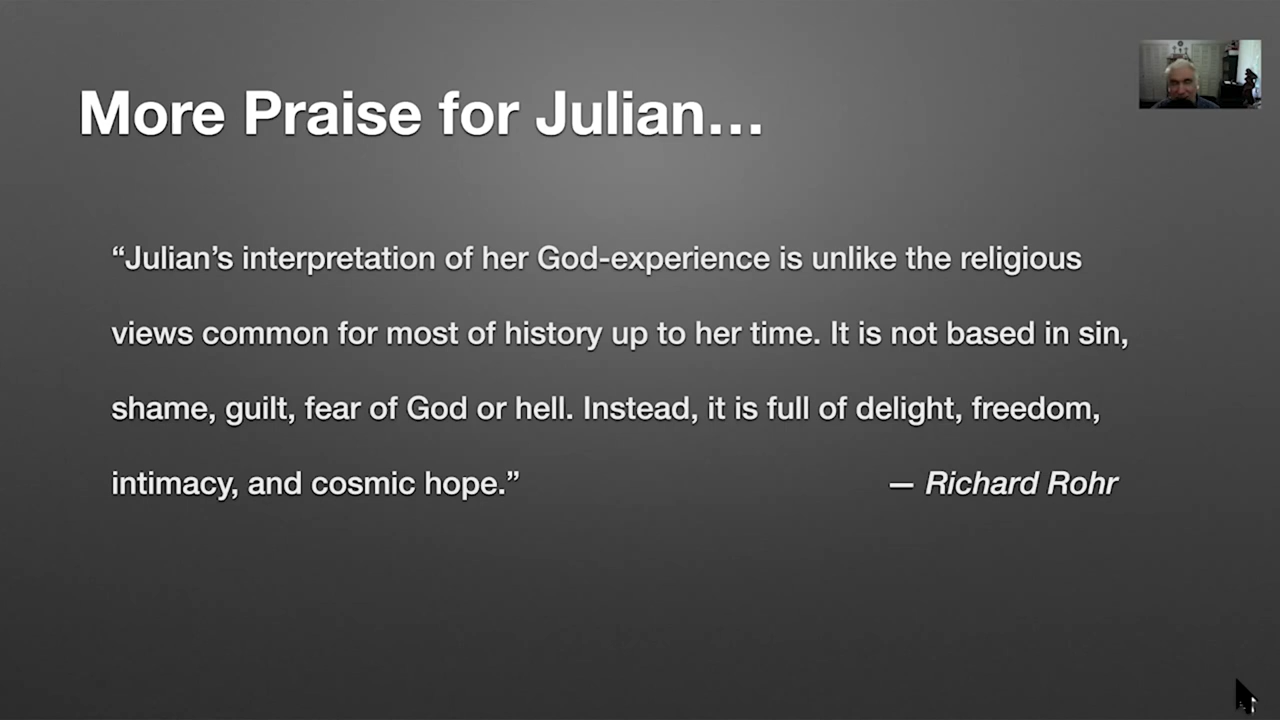 More Praise for Julian…
“Julian’s interpretation of her God-experience is unlike the religious
views common for most of history up to her time. It is not based in sin,
shame, guilt, fear of God or hell. Instead, it is full of delight, freedom,
intimacy, and cosmic hope.” — Richard Rohr